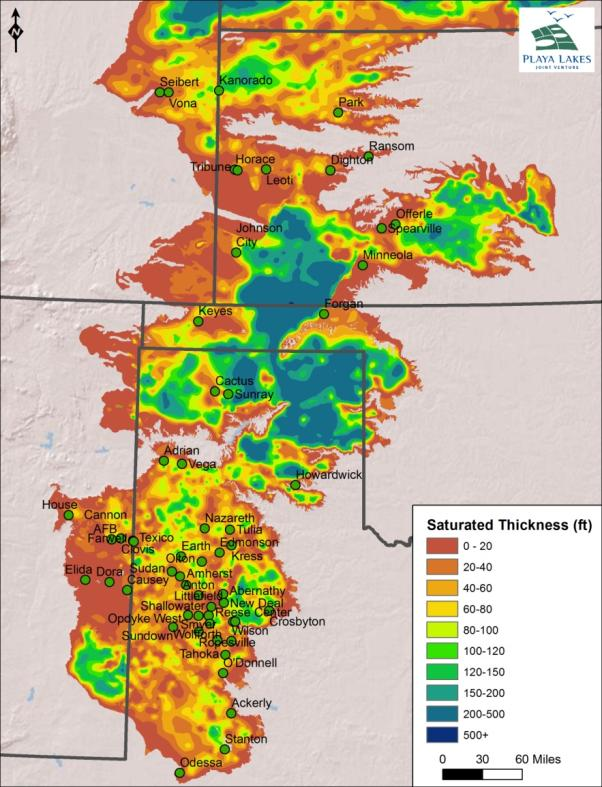 N
PLAYA LAKES
JOINT VENTURE
Seibert
Kanorado
Vona
Park
Ransom
Tribune
Horace
Dighton
Leoti
Offerle
Spearville
Johnson
City
Minneola
Keyes
Forgan
Cactus
Sunray
Adrian
Vega
Howardwick
House
Cannon
AFB
Nazareth
Tulia
Farwell
Texico
Clovis
Earth
Edmonson
Olton
Kress
Elida
Dora
Sudan
Amherst
Causey
Anton
Abernathy
Littlefield
Shallowater
New Deal
Opdyke West
Reese Center
Crosbyton
Smyer
Sundown
Wolfforth
Wilson
Ropesville
Tahoka
O'Donnell
Ackerly
Stanton
Odessa
Saturated Thickness (ft)
0 - 20
20-40
40-60
60-80
80-100
100-120
120-150
150-200
200-500
500+
0 30 60 Miles